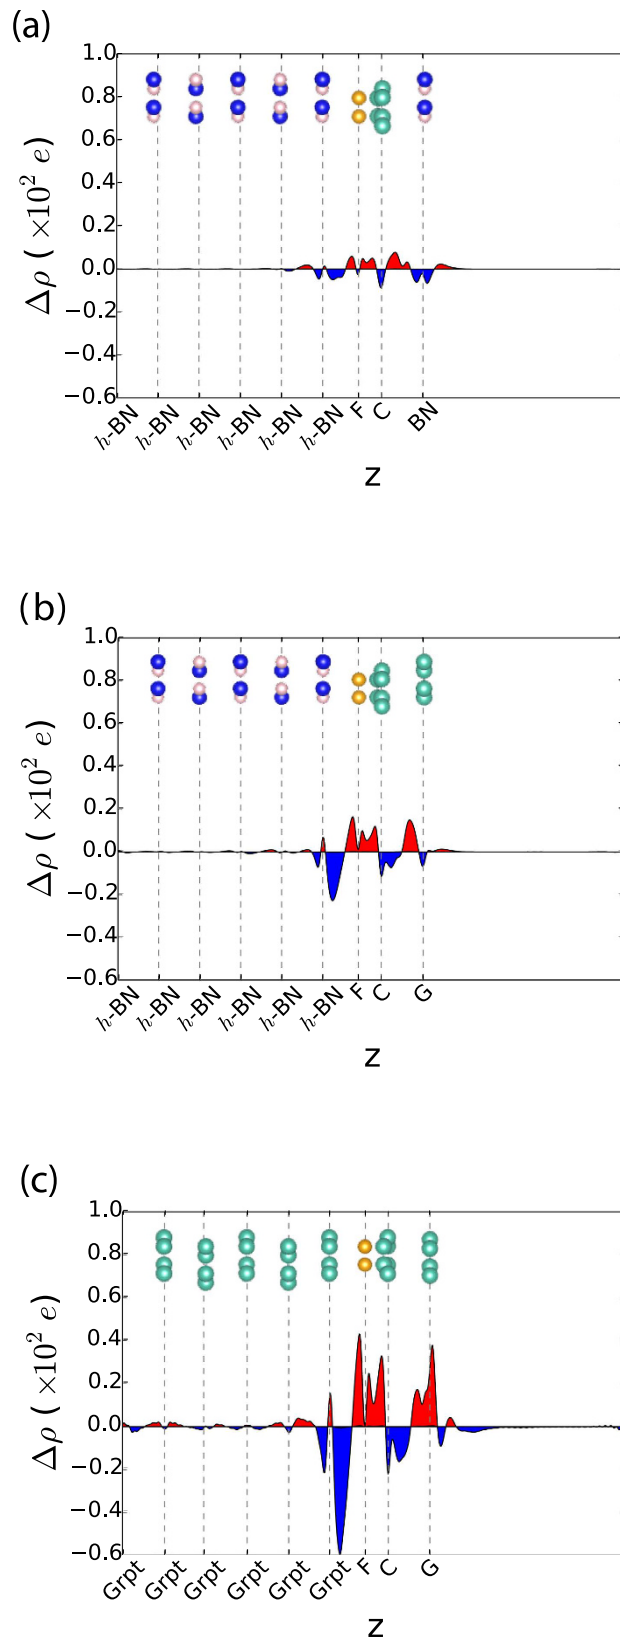 (a)
1.0
0.8
0.6
0.4
0.2
0.0
−0.2
−0.4
−0.6
Δρ ( ×10² e)
h-BN h-BN h-BN h-BN h-BN h-BN F C BN
z
(b)
1.0
0.8
0.6
0.4
0.2
0.0
−0.2
−0.4
−0.6
Δρ ( ×10² e)
h-BN h-BN h-BN h-BN h-BN h-BN F C G
z
(c)
1.0
0.8
0.6
0.4
0.2
0.0
−0.2
−0.4
−0.6
Δρ ( ×10² e)
Grpt Grpt Grpt Grpt Grpt Grpt F C G
z